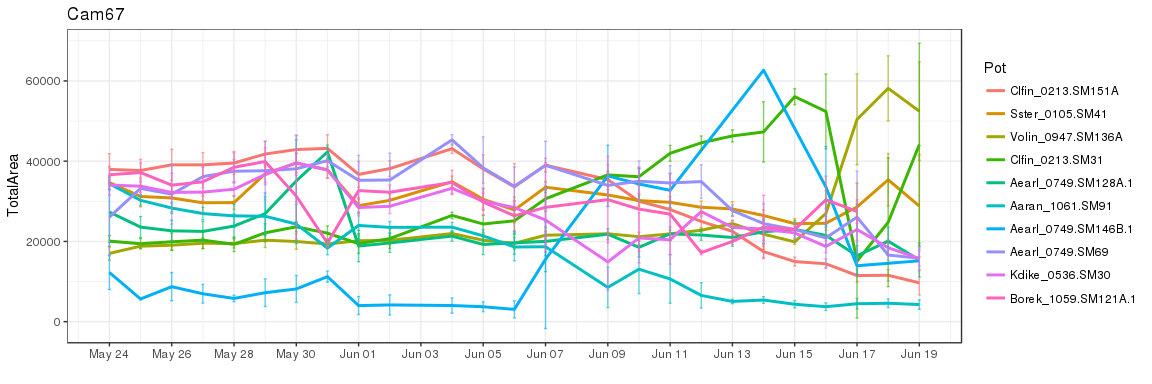 Cam67
TotalArea
60000
40000
20000
0
May 24 May 26 May 28 May 30 Jun 01 Jun 03 Jun 05 Jun 07 Jun 09 Jun 11 Jun 13 Jun 15 Jun 17 Jun 19
Pot
Clfin_0213.SM151A
Sster_0105.SM41
Volin_0947.SM136A
Clfin_0213.SM31
Aearl_0749.SM128A.1
Aaran_1061.SM91
Aearl_0749.SM146B.1
Aearl_0749.SM69
Kdike_0536.SM30
Borek_1059.SM121A.1